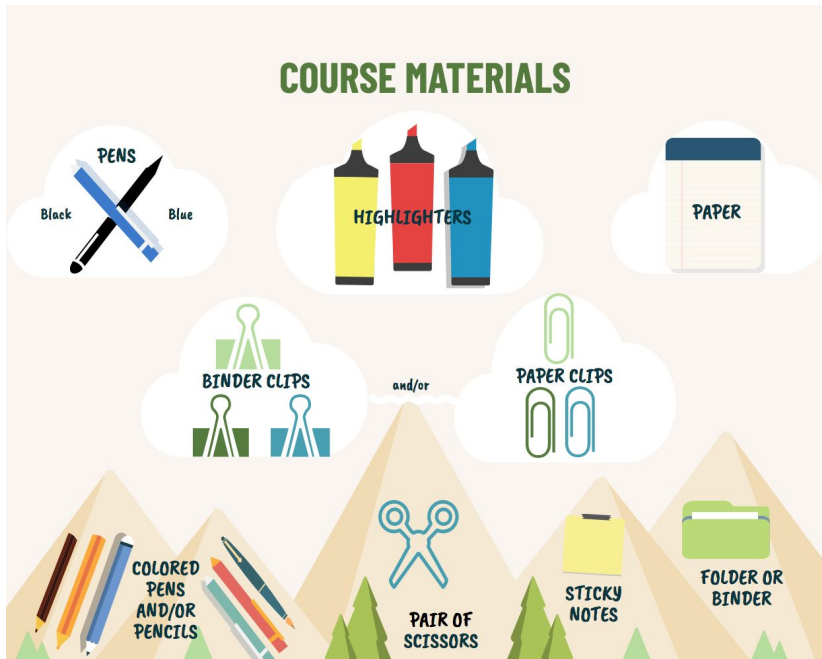 COURSE MATERIALS
PENS
Black
Blue
HIGHLIGHTERS
PAPER
BINDER CLIPS
and/or
PAPER CLIPS
COLORED
PENS
AND/OR
PENCILS
PAIR OF
SCISSORS
STICKY
NOTES
FOLDER OR
BINDER